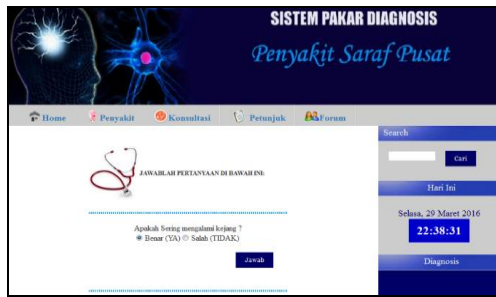 SISTEM PAKAR DIAGNOSIS
Penyakit Saraf Pusat
Home Penyakit Konsultasi Petunjuk Forum
Search
Cari
JAWABLAH PERTANYAAN DI BAWAH INI:
Hari Ini
Selasa, 29 Maret 2016
22:38:31
Apakah Sering mengalami kejang ?
Benar (YA) Salah (TIDAK)
Jawab
Diagnosis